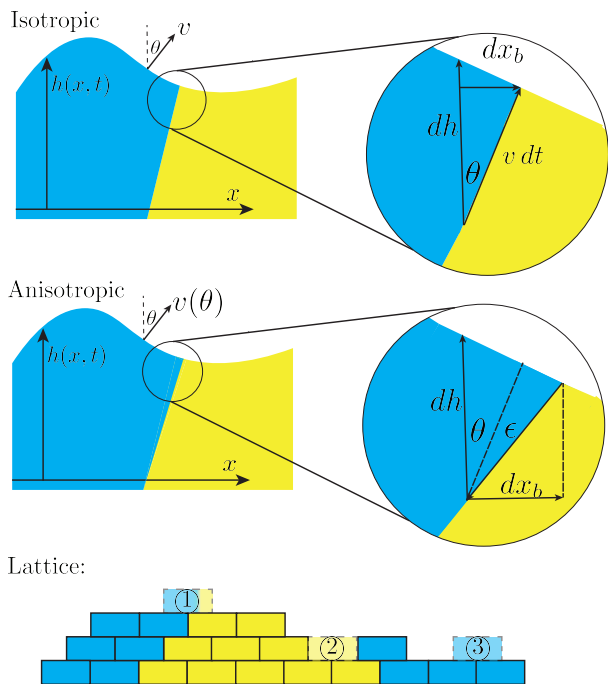 Isotropic
θ v
h(x, t)
x
dx_b
dh
v dt
θ
Anisotropic
θ v(θ)
h(x, t)
x
dh
θ ϵ
dx_b
Lattice:
1
2 3